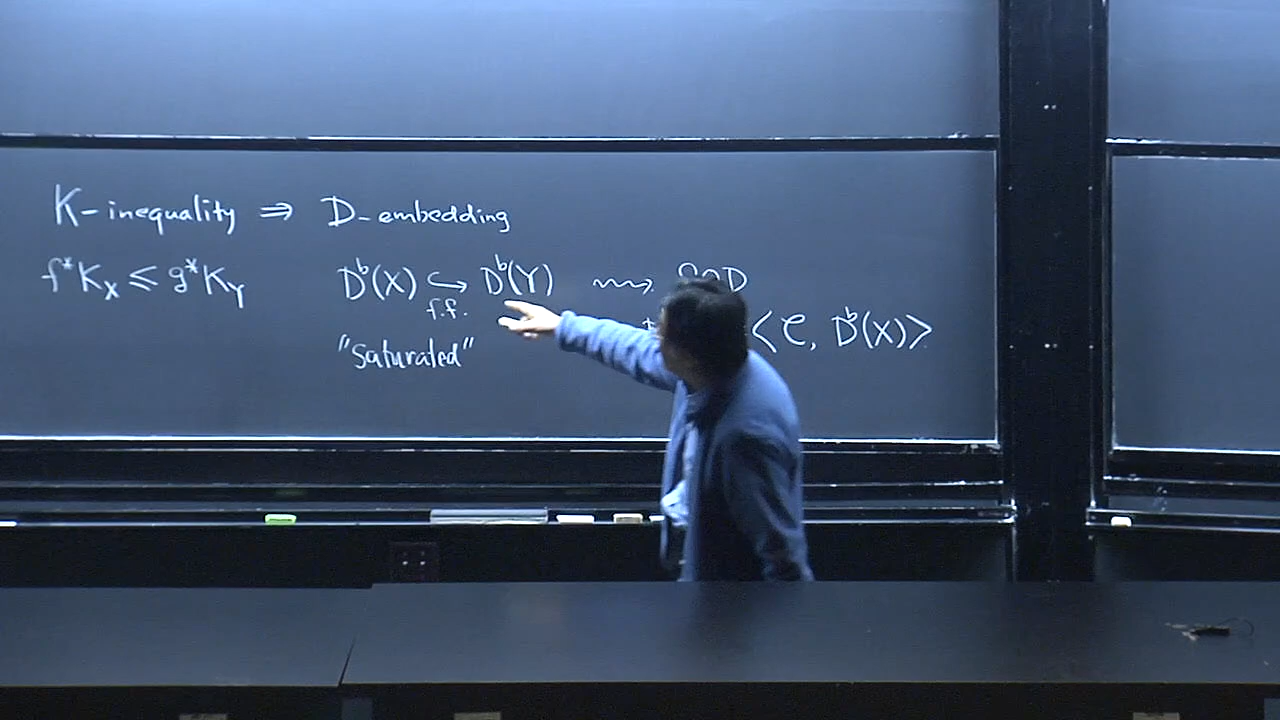 K-inequality ⇒ D-embedding
f*K_X ≤ g*K_Y   D^b(X) ↪ D^b(Y) ⇝ SOD
f.f.
⟨C, D^b(X)⟩
"saturated"